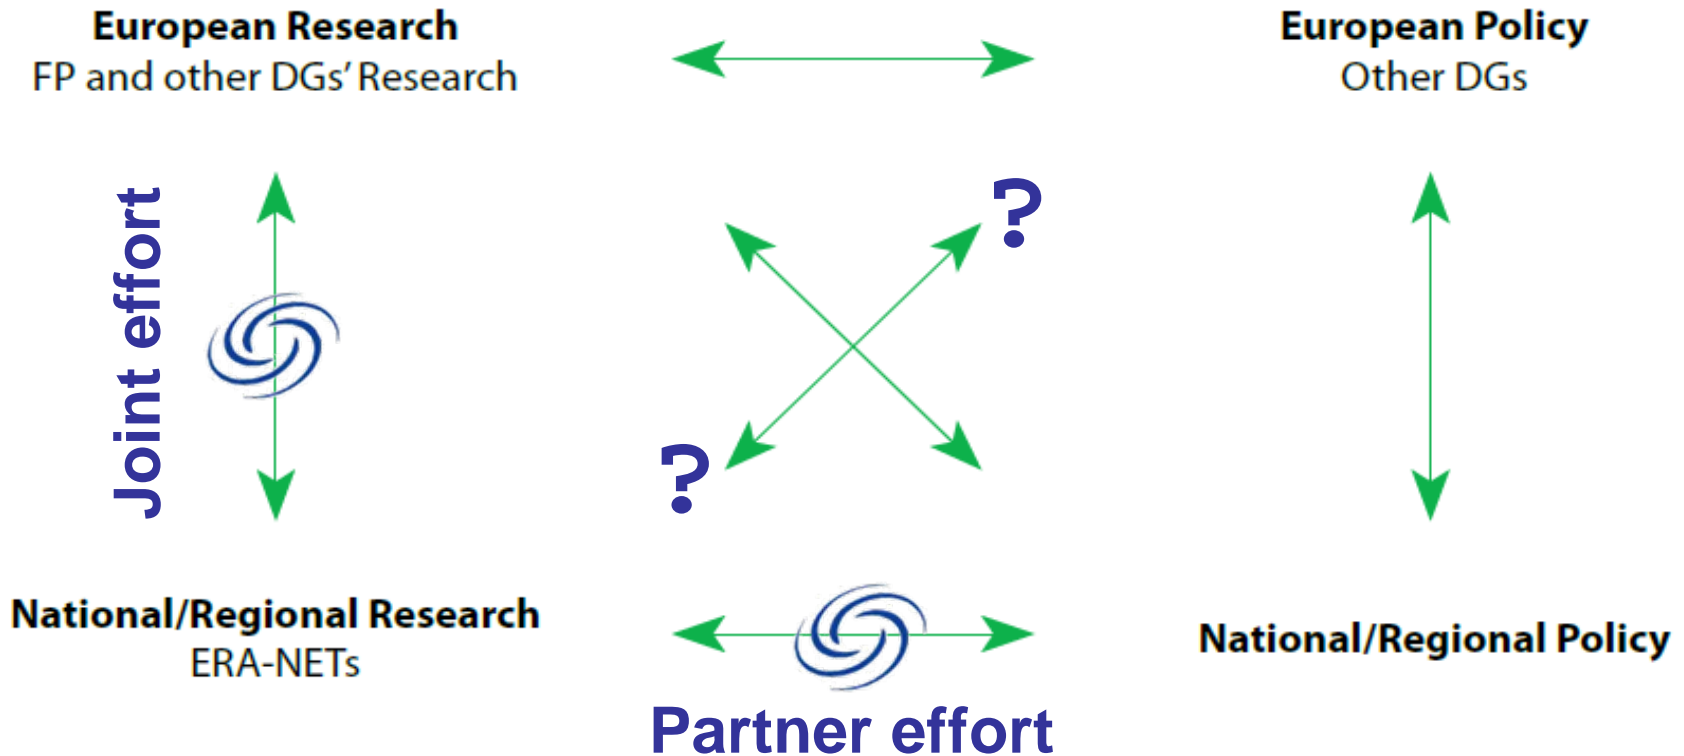 European Research
FP and other DGs’ Research
European Policy
Other DGs
Joint effort
?
?
National/Regional Research
ERA-NETs
National/Regional Policy
Partner effort